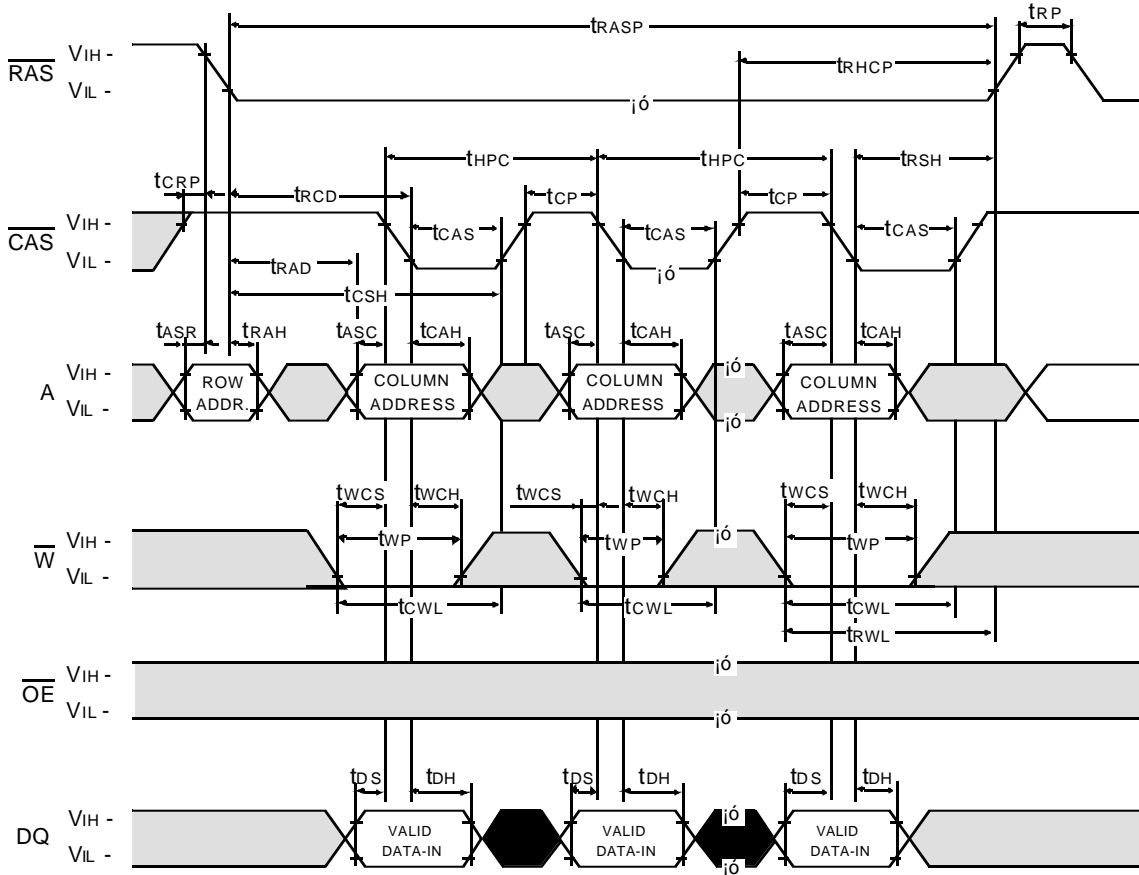 tRASP
tRP
RAS
VIH -
VIL -
tRHCP
¡ó
tHPC
tHPC
tRSH
tCRP
tRCD
tCP
tCP
CAS
VIH -
VIL -
tCAS
tCAS
tCAS
tRAD
¡ó
tCSH
tASR
tRAH
tASC
tCAH
tASC
tCAH
tASC
tCAH
A
VIH -
VIL -
ROW
ADDR.
COLUMN
ADDRESS
COLUMN
ADDRESS
¡ó
¡ó
COLUMN
ADDRESS
tWCS
tWCH
tWCS
tWCH
tWCS
tWCH
W
VIH -
VIL -
tWP
tWP
¡ó
tWP
tCWL
tCWL
tCWL
tRWL
OE
VIH -
VIL -
¡ó
¡ó
tDS
tDH
tDS
tDH
tDS
tDH
DQ
VIH -
VIL -
VALID
DATA-IN
VALID
DATA-IN
¡ó
¡ó
VALID
DATA-IN